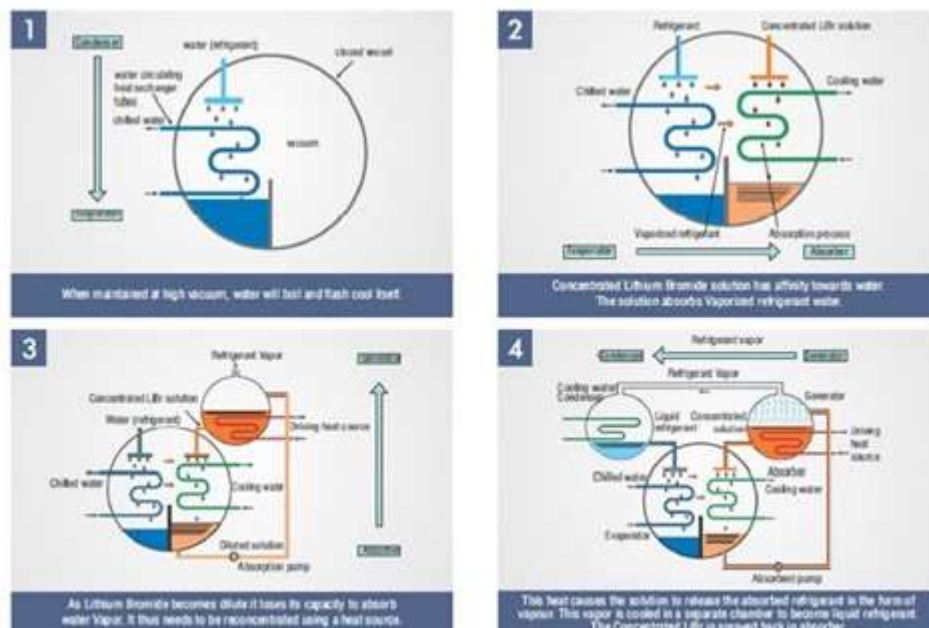 1
Condenser
water (refrigerant)
closed vessel
water circulating
heat exchanger
tubes
chilled water
vacuum
Evaporator
When maintained at high vacuum, water will boil and flash cool itself.
2
Refrigerant
Concentrated LiBr solution
Chilled water
Cooling water
Vaporized refrigerant
Absorption process
Evaporator
Absorber
Concentrated Lithium Bromide solution has affinity towards water.
The solution absorbs Vaporized refrigerant water.
3
Refrigerant Vapor
Concentrated LiBr solution
Water (refrigerant)
Driving heat source
Chilled water
Cooling water
Diluted solution
Absorption pump
As Lithium Bromide becomes dilute it loses its capacity to absorb
water Vapor. It thus needs to be reconcentrated using a heat source.
4
Refrigerant vapor
Condenser
Generator
Refrigerant Vapor
Cooling water
Condenser
Generator
Liquid
refrigerant
Concentrated
solution
Driving
heat
source
Chilled water
Absorber
Cooling water
Evaporator
Absorbent pump
This heat causes the solution to release the absorbed refrigerant in the form of
vapour. This vapor is cooled in a separate chamber to become liquid refrigerant.
The Concentrated LiBr is sprayed back in absorber.